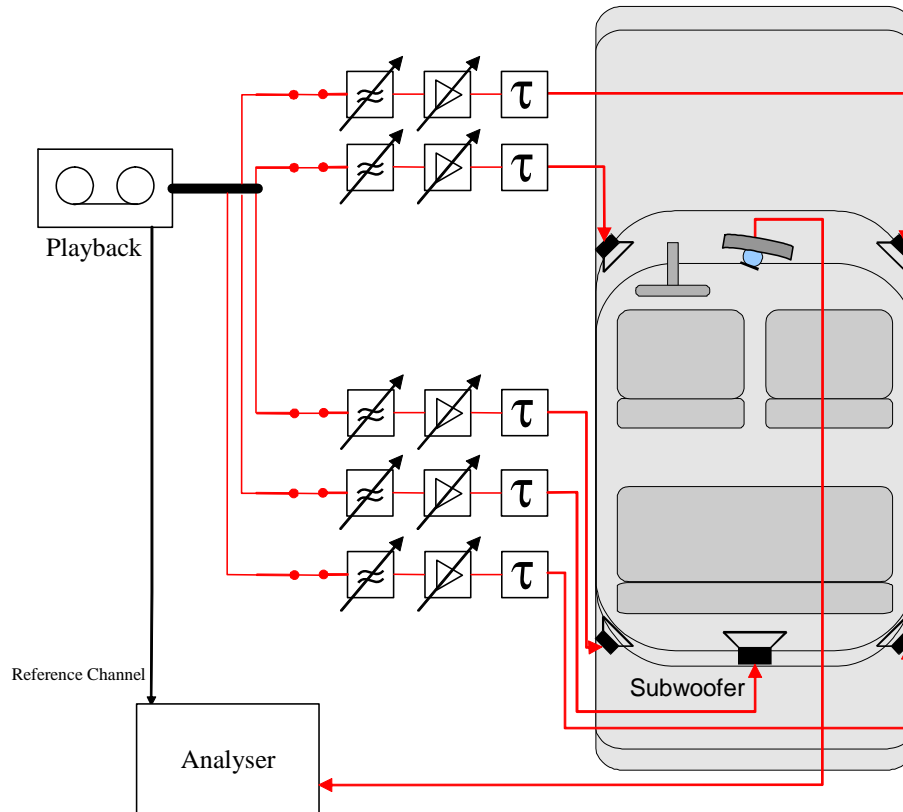 τ
τ
Playback
τ
τ
τ
Reference Channel
Subwoofer
Analyser